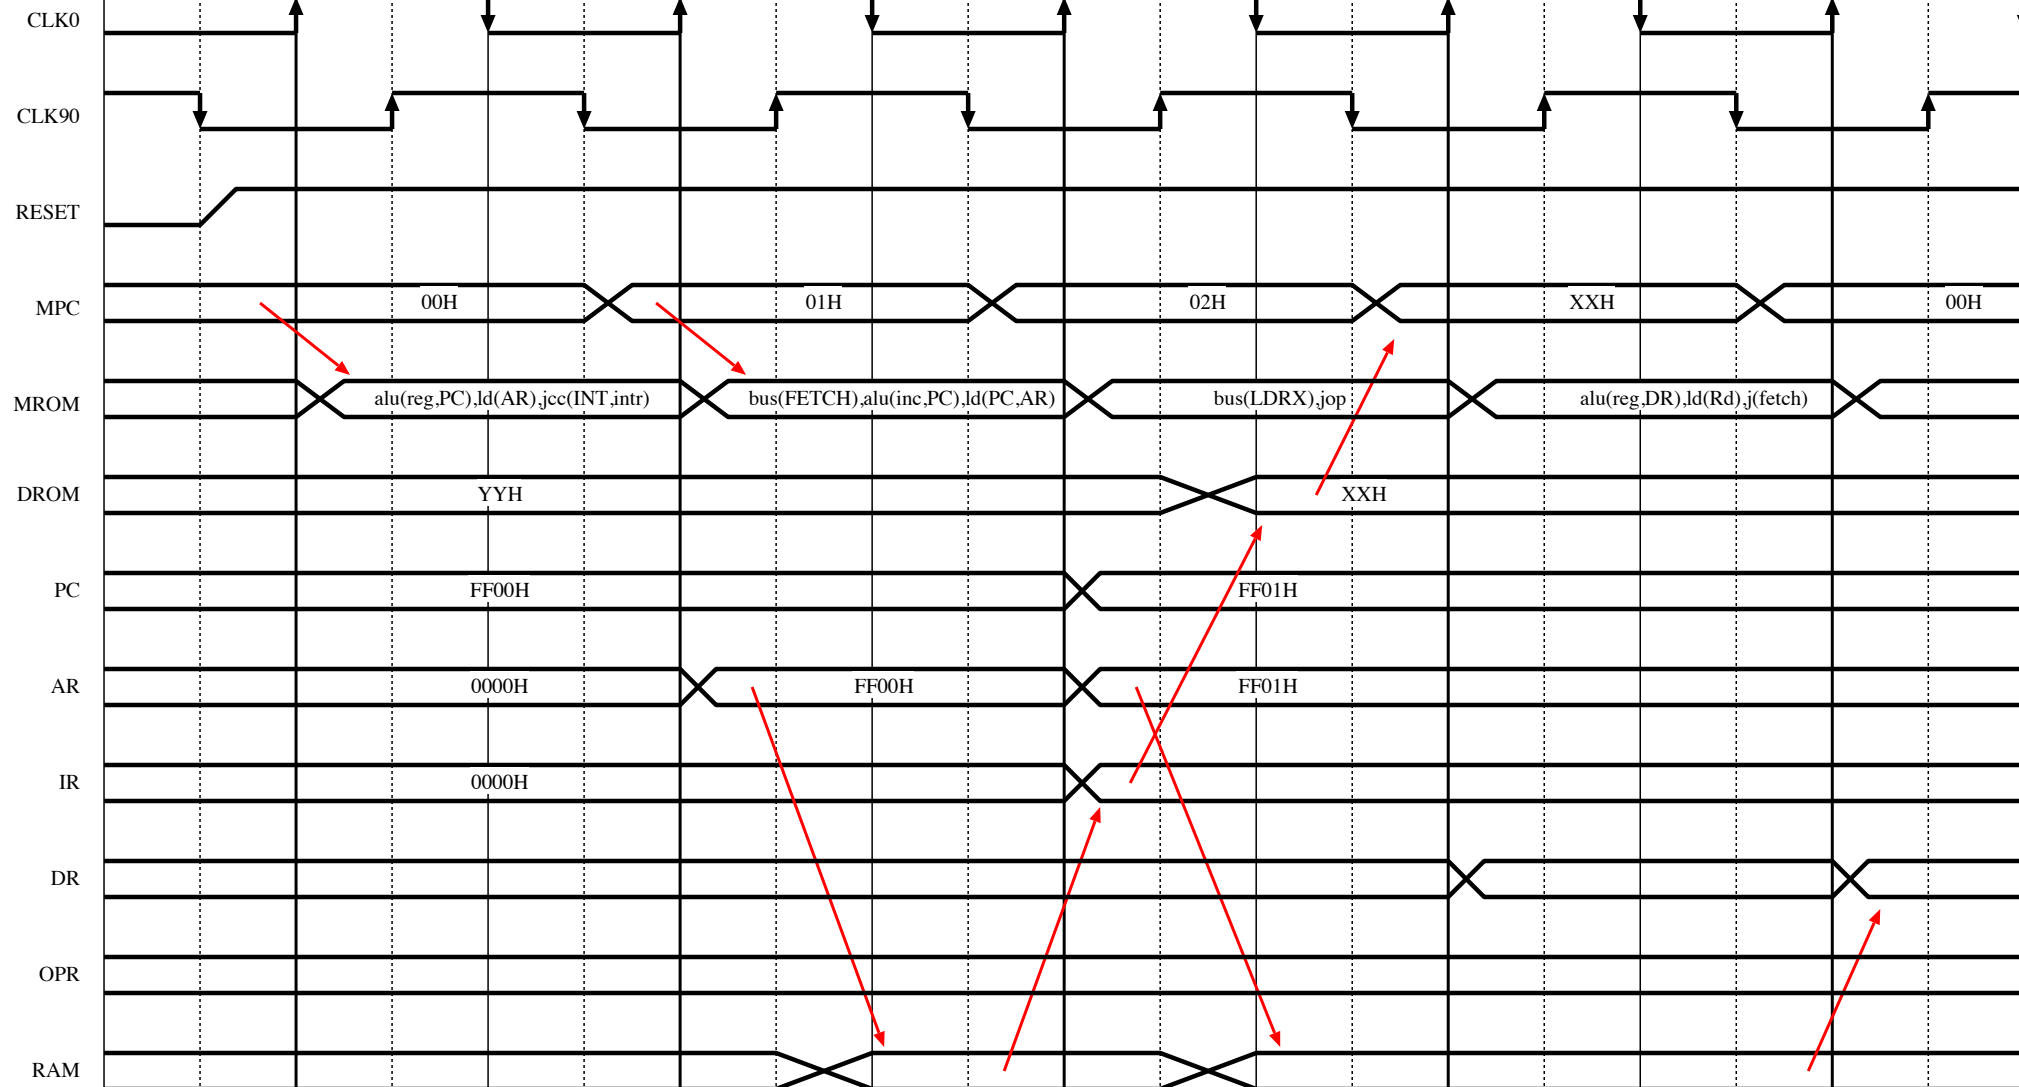 CLK0
CLK90
RESET
MPC 00H 01H 02H XXH 00H
MROM alu(reg,PC),ld(AR),jcc(INT,intr) bus(FETCH),alu(inc,PC),ld(PC,AR) bus(LDRX),jop alu(reg,DR),ld(Rd),j(fetch)
DROM YYH XXH
PC FF00H FF01H
AR 0000H FF00H FF01H
IR 0000H
DR
OPR
RAM